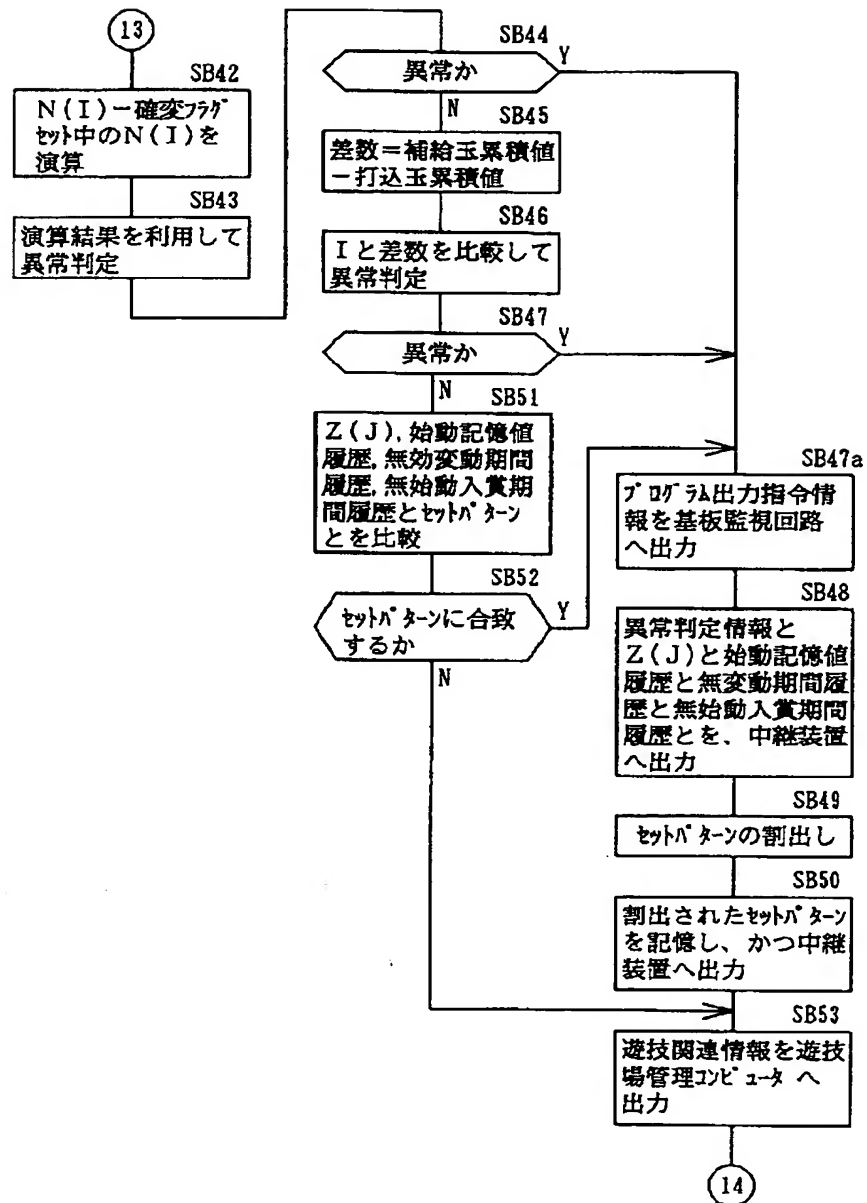 13
SB42
N(I)－確変フラグ
セット中のN(I)を
演算
SB43
演算結果を利用して
異常判定
SB44
異常か
Y
N
SB45
差数＝補給玉累積値
－打込玉累積値
SB46
Iと差数を比較して
異常判定
SB47
異常か
Y
N
SB51
Z(J),始動記憶値
履歴,無効変動期間
履歴,無始動入賞期
間履歴とセットパターン
とを比較
SB52
セットパターンに合致
するか
Y
N
SB47a
プログラム出力指令情
報を基板監視回路
へ出力
SB48
異常判定情報と
Z(J)と始動記憶値
履歴と無変動期間履
歴と無始動入賞期間
履歴とを、中継装置
へ出力
SB49
セットパターンの割出し
SB50
割出されたセットパターン
を記憶し、かつ中継
装置へ出力
SB53
遊技関連情報を遊技
場管理コンピュータへ
出力
14